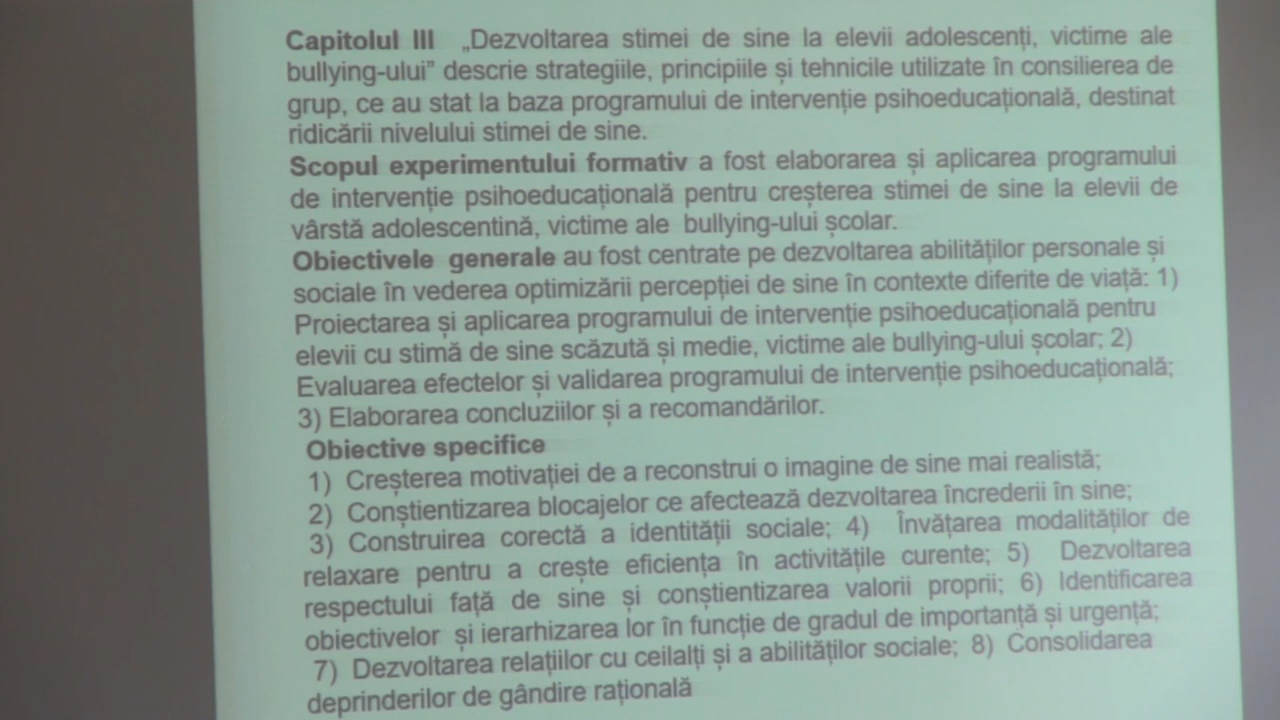 Capitolul III „Dezvoltarea stimei de sine la elevii adolescenți, victime ale
bullying-ului” descrie strategiile, principiile și tehnicile utilizate în consilierea de
grup, ce au stat la baza programului de intervenție psihoeducațională, destinat
ridicării nivelului stimei de sine.
Scopul experimentului formativ a fost elaborarea și aplicarea programului
de intervenție psihoeducațională pentru creșterea stimei de sine la elevii de
vârstă adolescentină, victime ale bullying-ului școlar.
Obiectivele generale au fost centrate pe dezvoltarea abilităților personale și
sociale în vederea optimizării percepției de sine în contexte diferite de viață: 1)
Proiectarea și aplicarea programului de intervenție psihoeducațională pentru
elevii cu stimă de sine scăzută și medie, victime ale bullying-ului școlar; 2)
Evaluarea efectelor și validarea programului de intervenție psihoeducațională;
3) Elaborarea concluziilor și a recomandărilor.
Obiective specifice
1) Creșterea motivației de a reconstrui o imagine de sine mai realistă;
2) Conștientizarea blocajelor ce afectează dezvoltarea încrederii în sine;
3) Construirea corectă a identității sociale; 4) Învățarea modalităților de
relaxare pentru a crește eficiența în activitățile curente; 5) Dezvoltarea
respectului față de sine și conștientizarea valorii proprii; 6) Identificarea
obiectivelor și ierarhizarea lor în funcție de gradul de importanță și urgență;
7) Dezvoltarea relațiilor cu ceilalți și a abilităților sociale; 8) Consolidarea
deprinderilor de gândire rațională